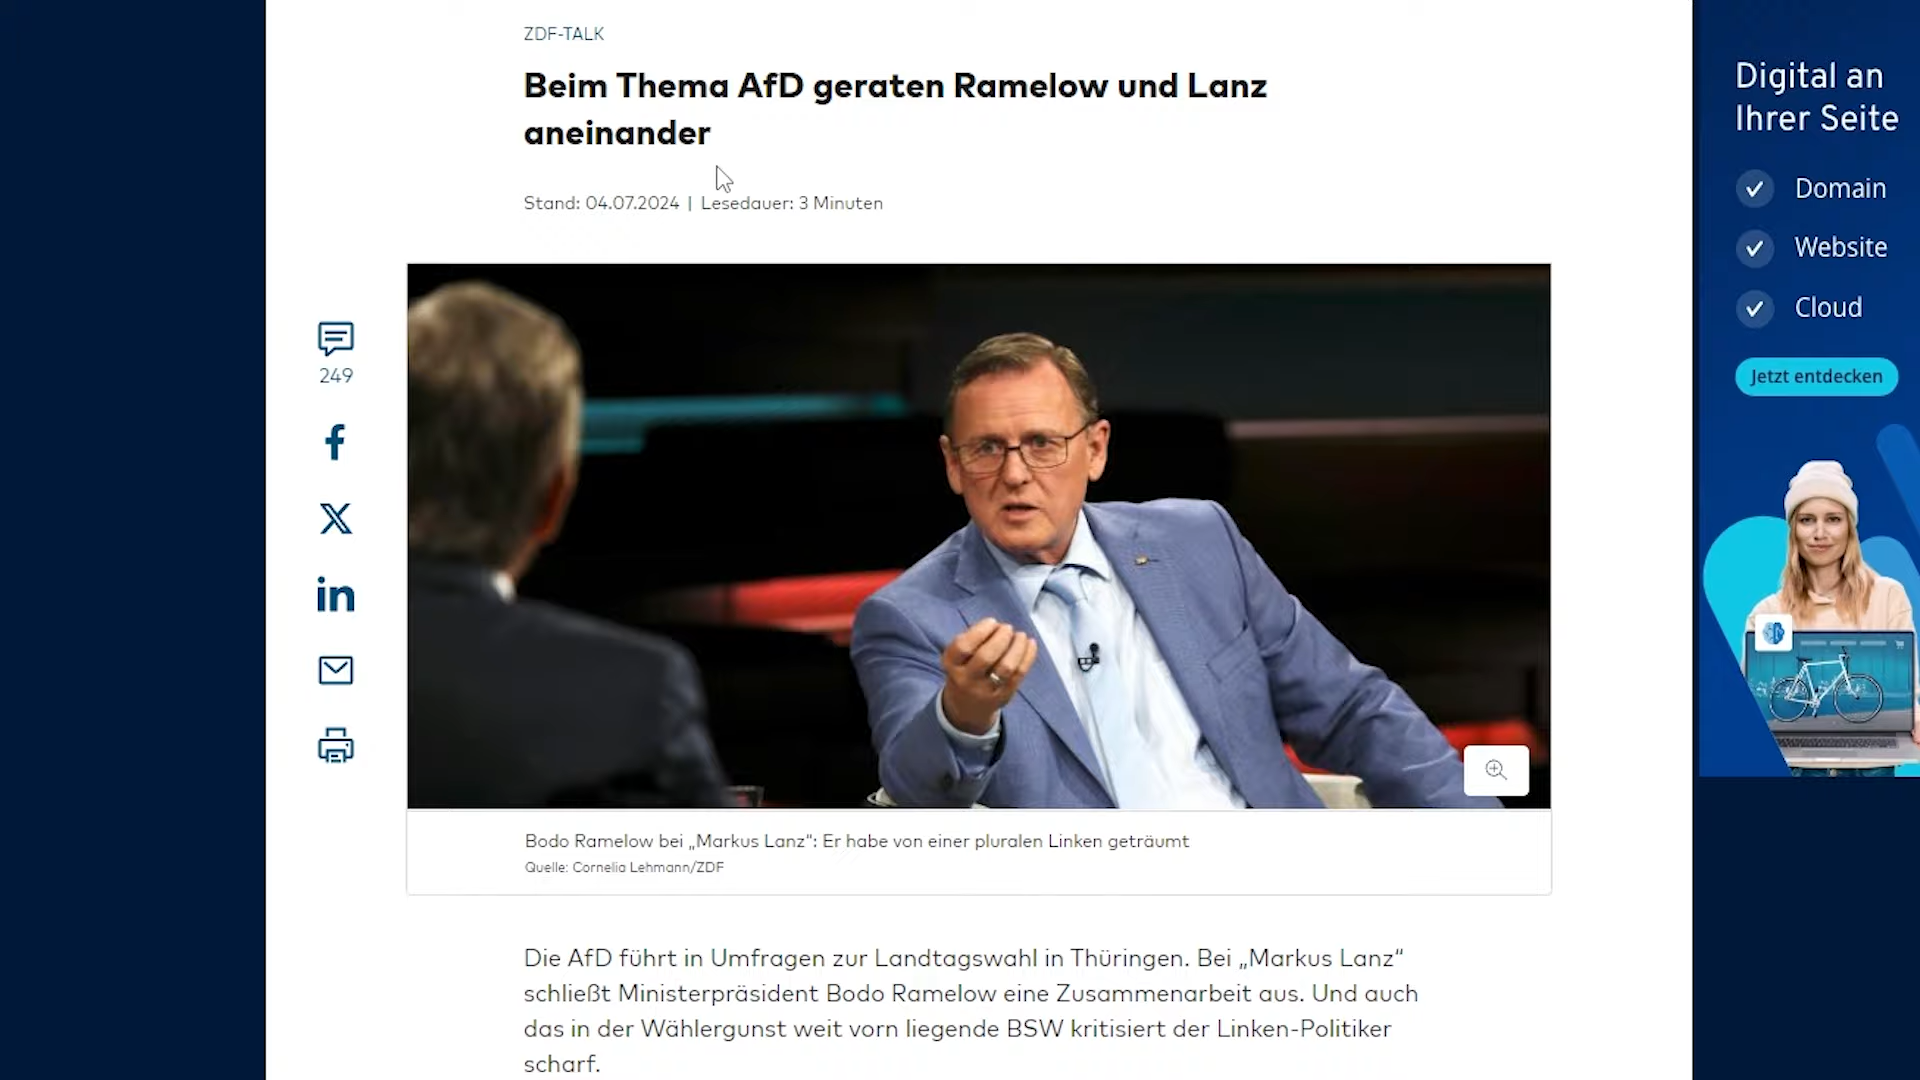 ZDF-TALK
Beim Thema AfD geraten Ramelow und Lanz
aneinander
Stand: 04.07.2024 | Lesedauer: 3 Minuten
249
Bodo Ramelow bei „Markus Lanz“: Er habe von einer pluralen Linken geträumt
Quelle: Cornelia Lehmann/ZDF
Die AfD führt in Umfragen zur Landtagswahl in Thüringen. Bei „Markus Lanz“
schließt Ministerpräsident Bodo Ramelow eine Zusammenarbeit aus. Und auch
das in der Wählergunst weit vorn liegende BSW kritisiert der Linken-Politiker
scharf.
Digital an
Ihrer Seite
Domain
Website
Cloud
Jetzt entdecken